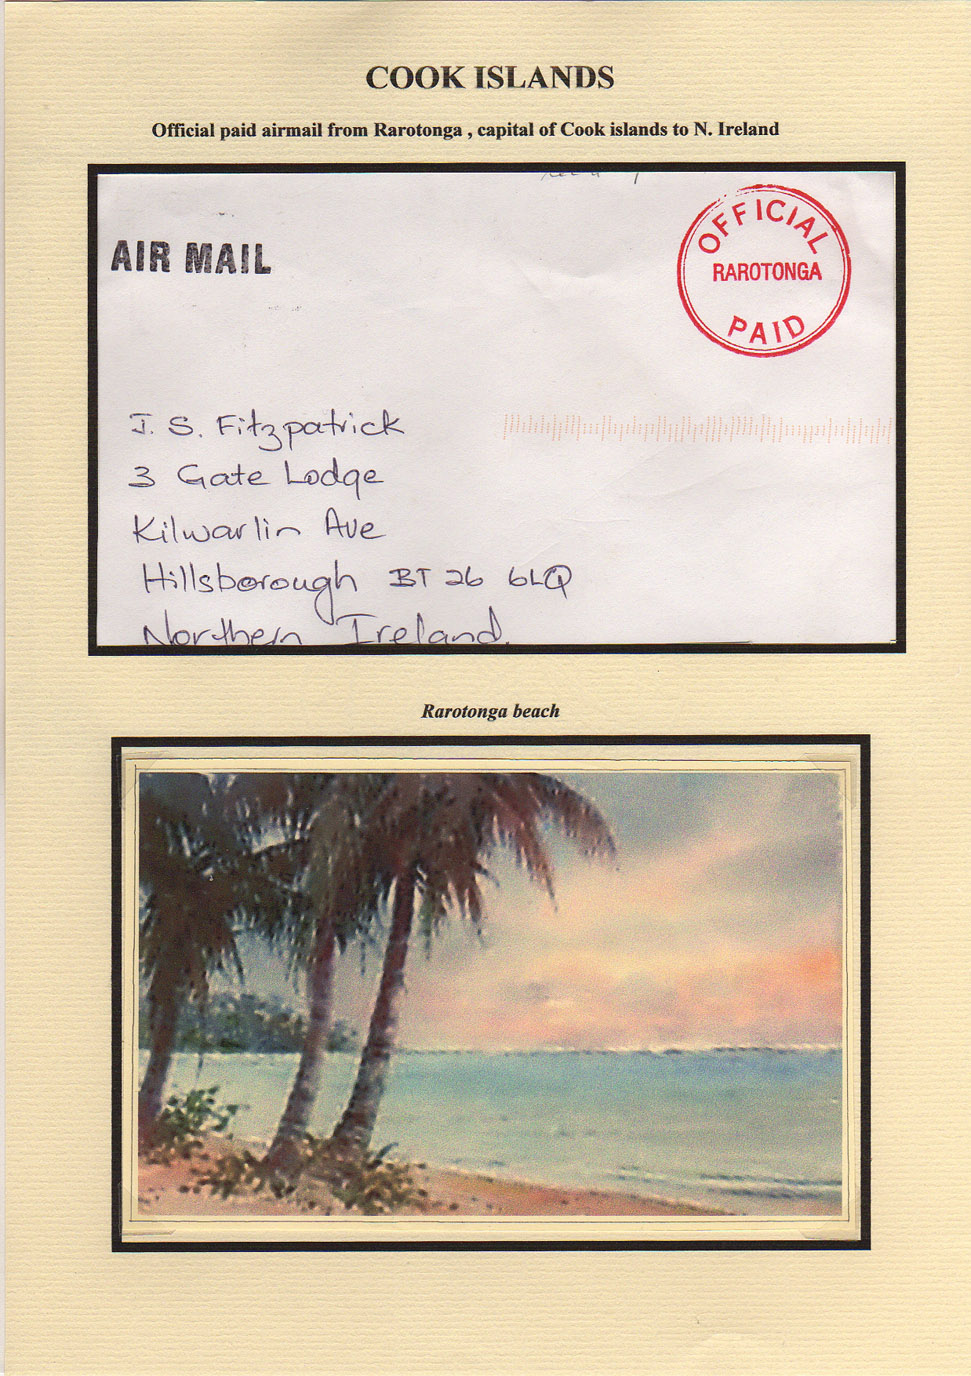 COOK ISLANDS
Official paid airmail from Rarotonga , capital of Cook islands to N. Ireland
AIR MAIL
OFFICIAL
RAROTONGA
PAID
J. S. Fitzpatrick
3 Gate Lodge
Kilwarlin Ave
Hillsborough BT 26 6LQ
Northern Ireland.
Rarotonga beach